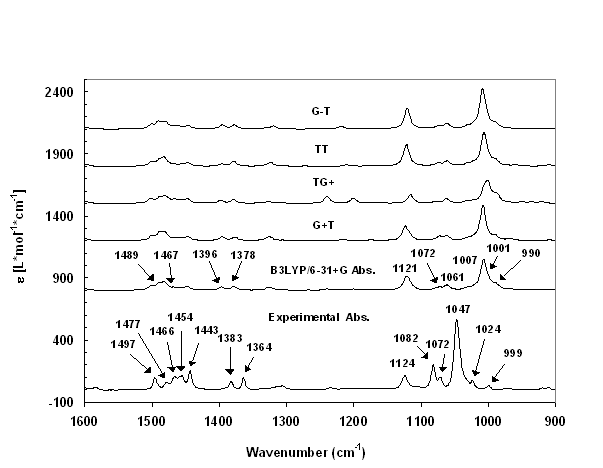 2400
G-T
TT
1900
TG+
1400
G+T
1489 1467 1396 1378 B3LYP/6-31+G Abs. 1121 1072 1061 1007 1001 990
900
Experimental Abs.
400
1497 1477 1466 1454 1443 1383 1364 1124 1082 1072 1047 1024 999
-100
1600 1500 1400 1300 1200 1100 1000 900
ε [L*mol⁻¹*cm⁻¹]
Wavenumber (cm⁻¹)